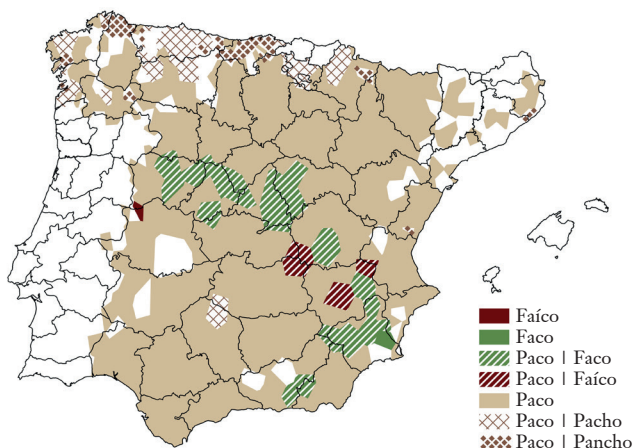 Faíco
Faco
Paco | Faco
Paco | Faíco
Paco
Paco | Pacho
Paco | Pancho